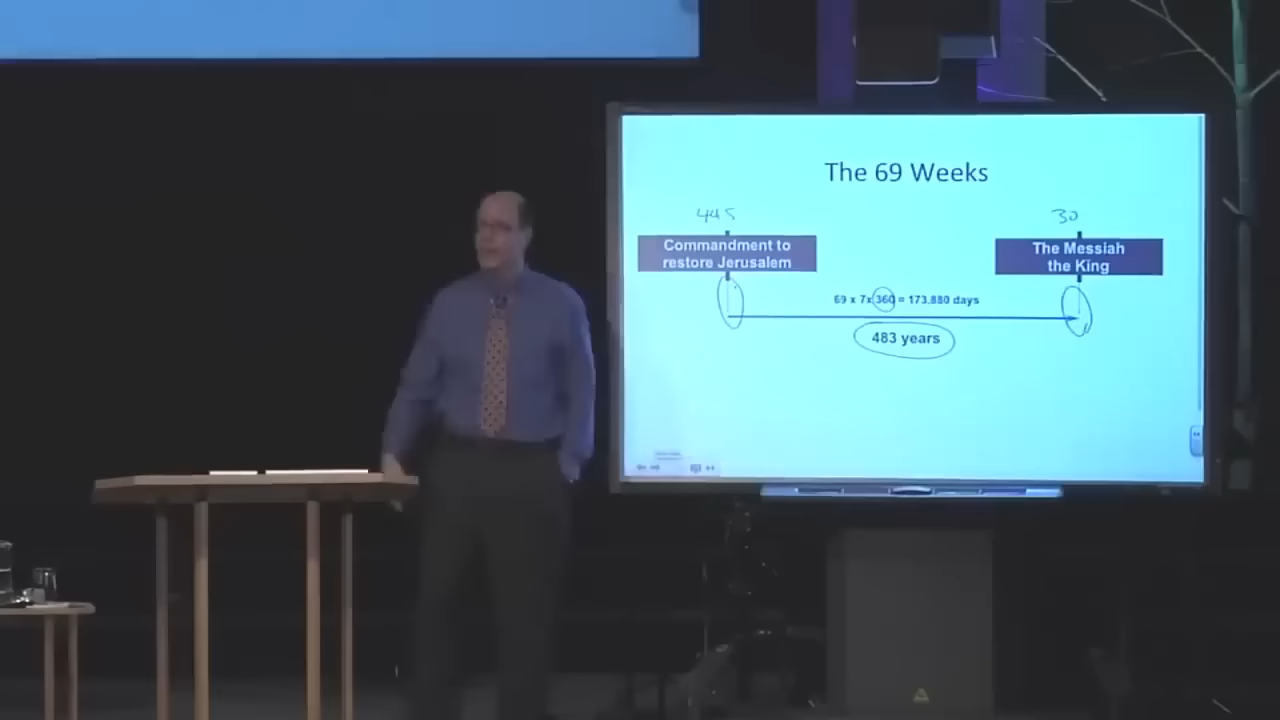 The 69 Weeks
445
30
Commandment to
restore Jerusalem
The Messiah
the King
69 x 7x 360 = 173.880 days
483 years